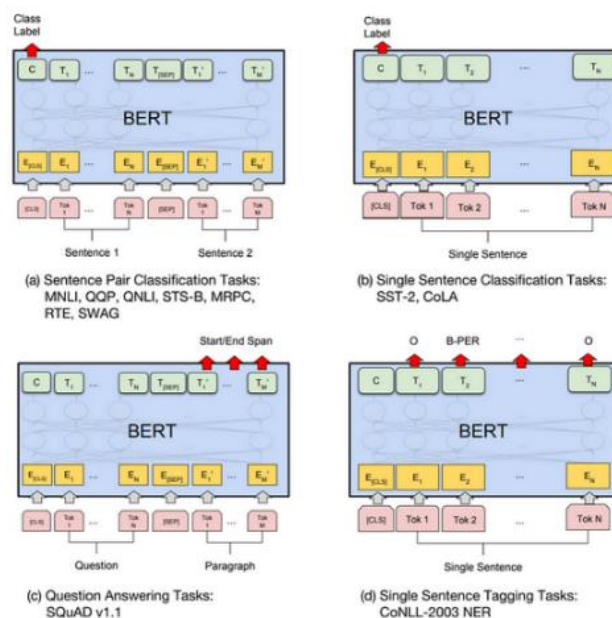 Class
Label
C T1 ... TN T[SEP] T1' ... TM'
BERT
E[CLS] E1 ... EN E[SEP] E1' ... EM'
[CLS] Tok 1 ... Tok N [SEP] Tok 1 ... Tok M
Sentence 1 Sentence 2
(a) Sentence Pair Classification Tasks:
MNLI, QQP, QNLI, STS-B, MRPC,
RTE, SWAG
Class
Label
C T1 T2 ... TN
BERT
E[CLS] E1 E2 ... EN
[CLS] Tok 1 Tok 2 ... Tok N
Single Sentence
(b) Single Sentence Classification Tasks:
SST-2, CoLA
Start/End Span
C T1 ... TN T[SEP] T1' ... TM'
BERT
E[CLS] E1 ... EN E[SEP] E1' ... EM'
[CLS] Tok 1 ... Tok N [SEP] Tok 1 ... Tok M
Question Paragraph
(c) Question Answering Tasks:
SQuAD v1.1
O B-PER ... O
C T1 T2 ... TN
BERT
E[CLS] E1 E2 ... EN
[CLS] Tok 1 Tok 2 ... Tok N
Single Sentence
(d) Single Sentence Tagging Tasks:
CoNLL-2003 NER